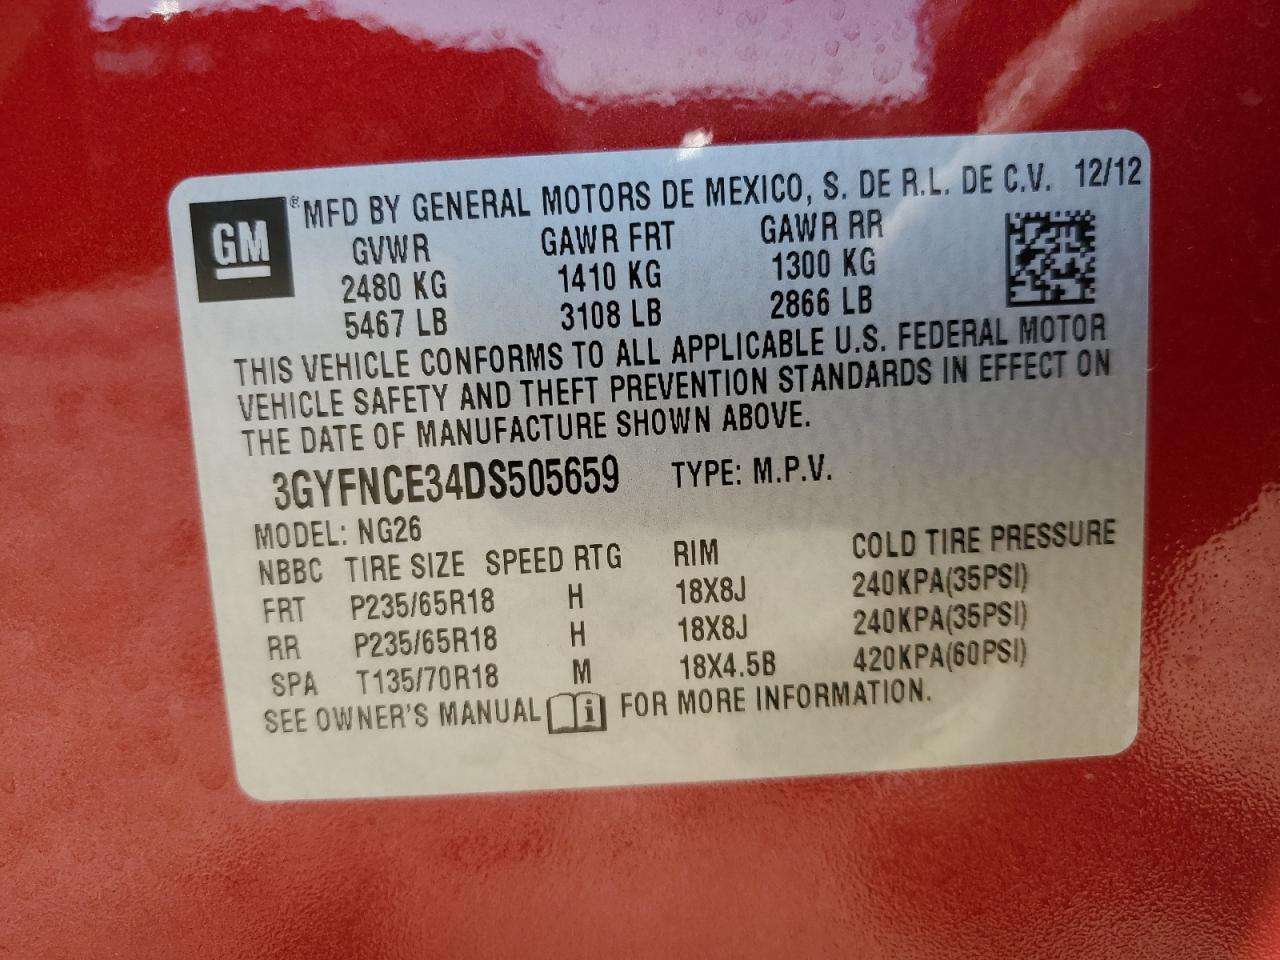 GM ® MFD BY GENERAL MOTORS DE MEXICO, S. DE R.L. DE C.V. 12/12
GVWR GAWR FRT GAWR RR
2480 KG 1410 KG 1300 KG
5467 LB 3108 LB 2866 LB
THIS VEHICLE CONFORMS TO ALL APPLICABLE U.S. FEDERAL MOTOR
VEHICLE SAFETY AND THEFT PREVENTION STANDARDS IN EFFECT ON
THE DATE OF MANUFACTURE SHOWN ABOVE.
3GYFNCE34DS505659 TYPE: M.P.V.
MODEL: NG26
NBBC TIRE SIZE SPEED RTG RIM COLD TIRE PRESSURE
FRT P235/65R18 H 18X8J 240KPA(35PSI)
RR P235/65R18 H 18X8J 240KPA(35PSI)
SPA T135/70R18 M 18X4.5B 420KPA(60PSI)
SEE OWNER'S MANUAL i FOR MORE INFORMATION.